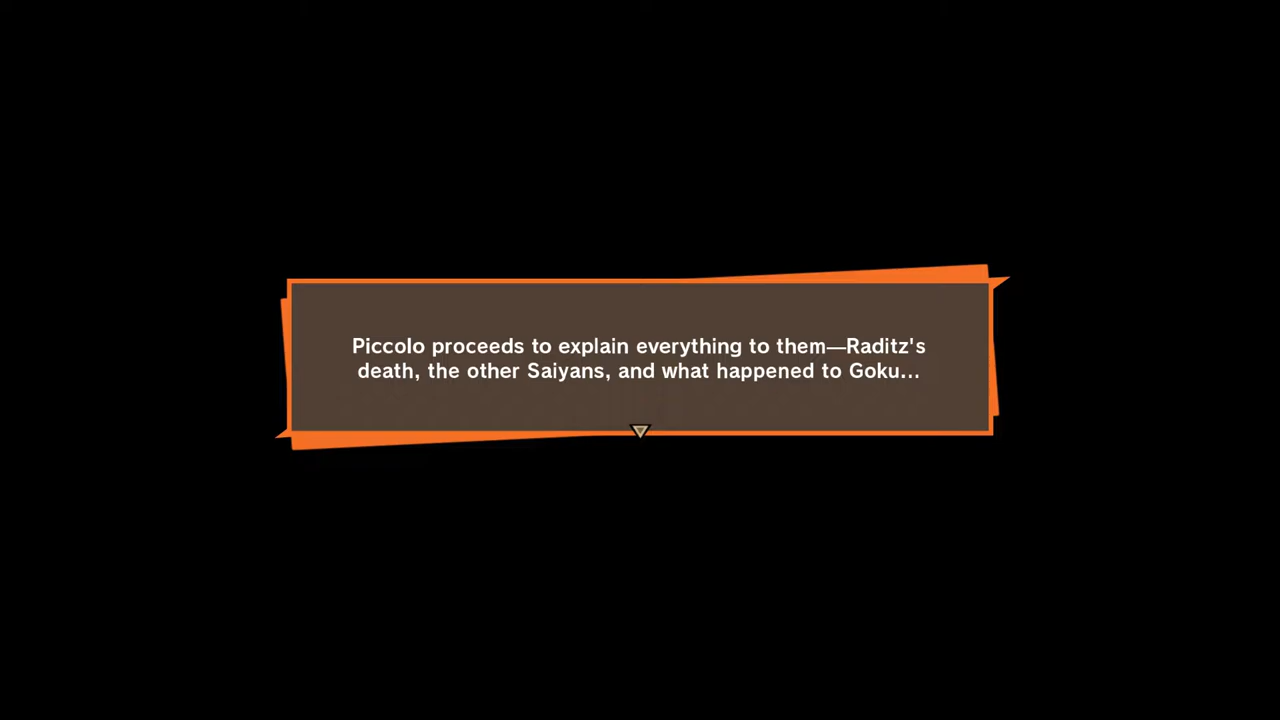 Piccolo proceeds to explain everything to them—Raditz's
death, the other Saiyans, and what happened to Goku...